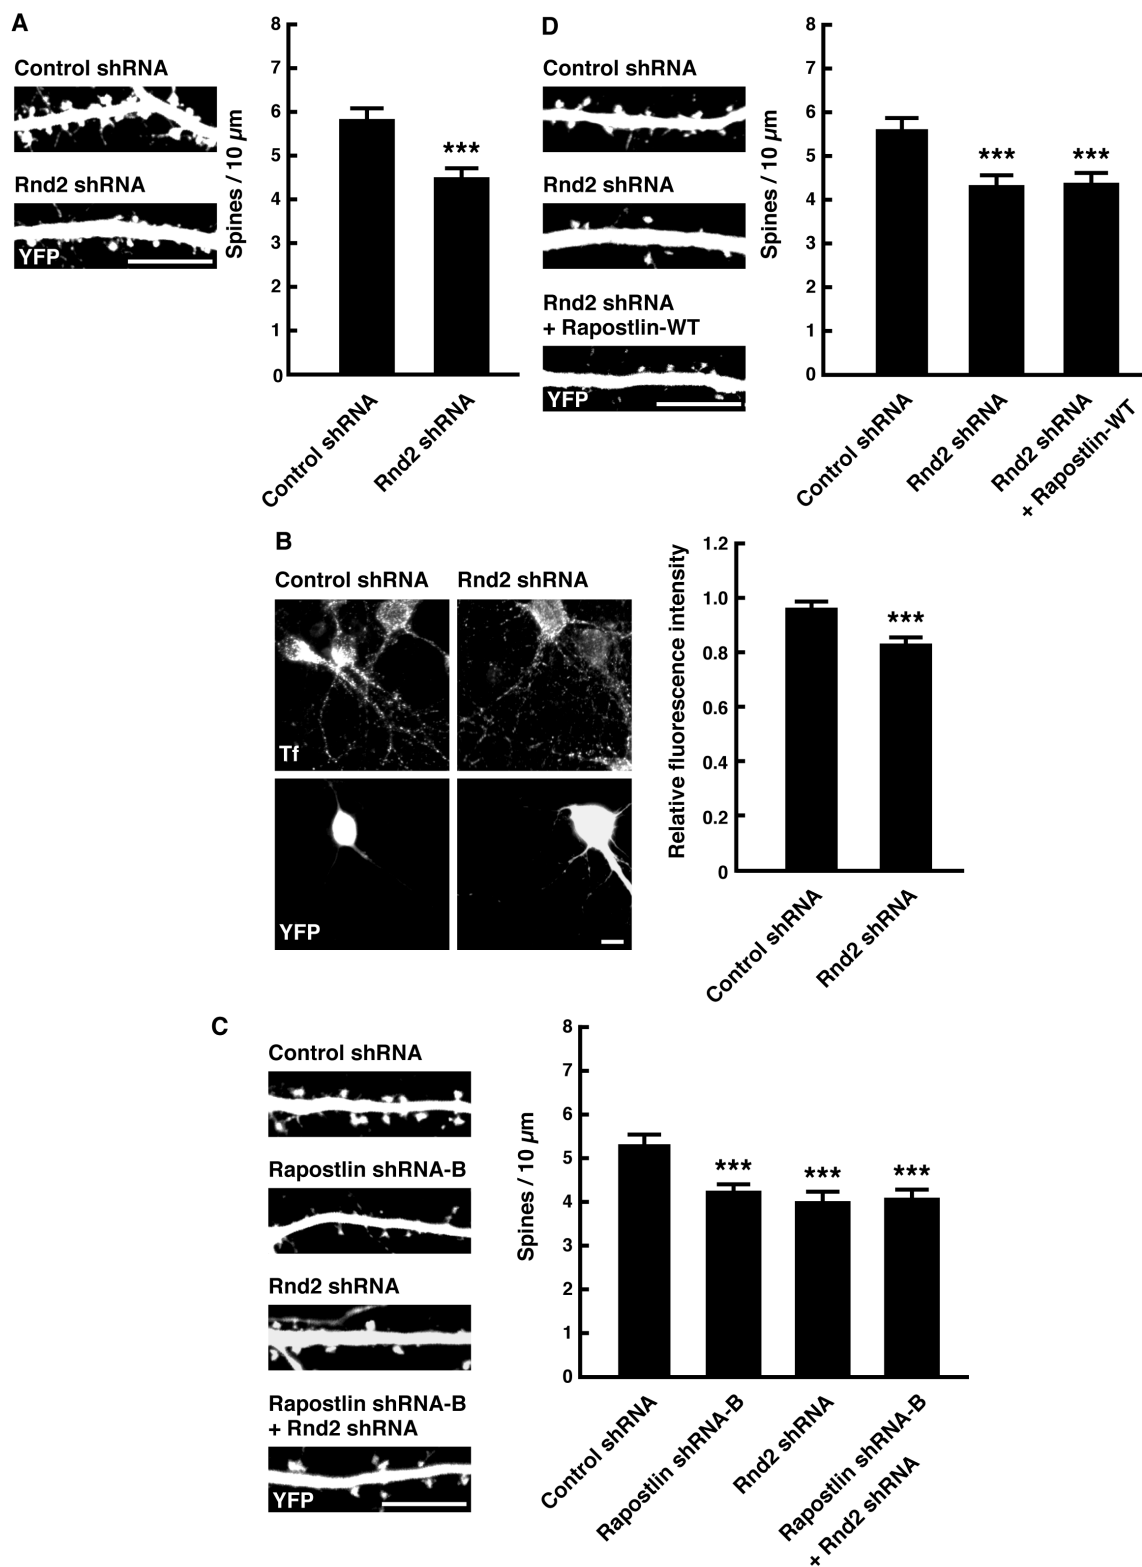 A
Control shRNA
Rnd2 shRNA
YFP
Spines / 10 µm
8
7
6
5
4
3
2
1
0
***
Control shRNA
Rnd2 shRNA
D
Control shRNA
Rnd2 shRNA
Rnd2 shRNA
+ Rapostlin-WT
YFP
Spines / 10 µm
8
7
6
5
4
3
2
1
0
***
***
Control shRNA
Rnd2 shRNA
Rnd2 shRNA
+ Rapostlin-WT
B
Control shRNA
Rnd2 shRNA
Tf
YFP
Relative fluorescence intensity
1.2
1.0
0.8
0.6
0.4
0.2
0
***
Control shRNA
Rnd2 shRNA
C
Control shRNA
Rapostlin shRNA-B
Rnd2 shRNA
Rapostlin shRNA-B
+ Rnd2 shRNA
YFP
Spines / 10 µm
8
7
6
5
4
3
2
1
0
***
***
***
Control shRNA
Rapostlin shRNA-B
Rnd2 shRNA
Rapostlin shRNA-B
+ Rnd2 shRNA